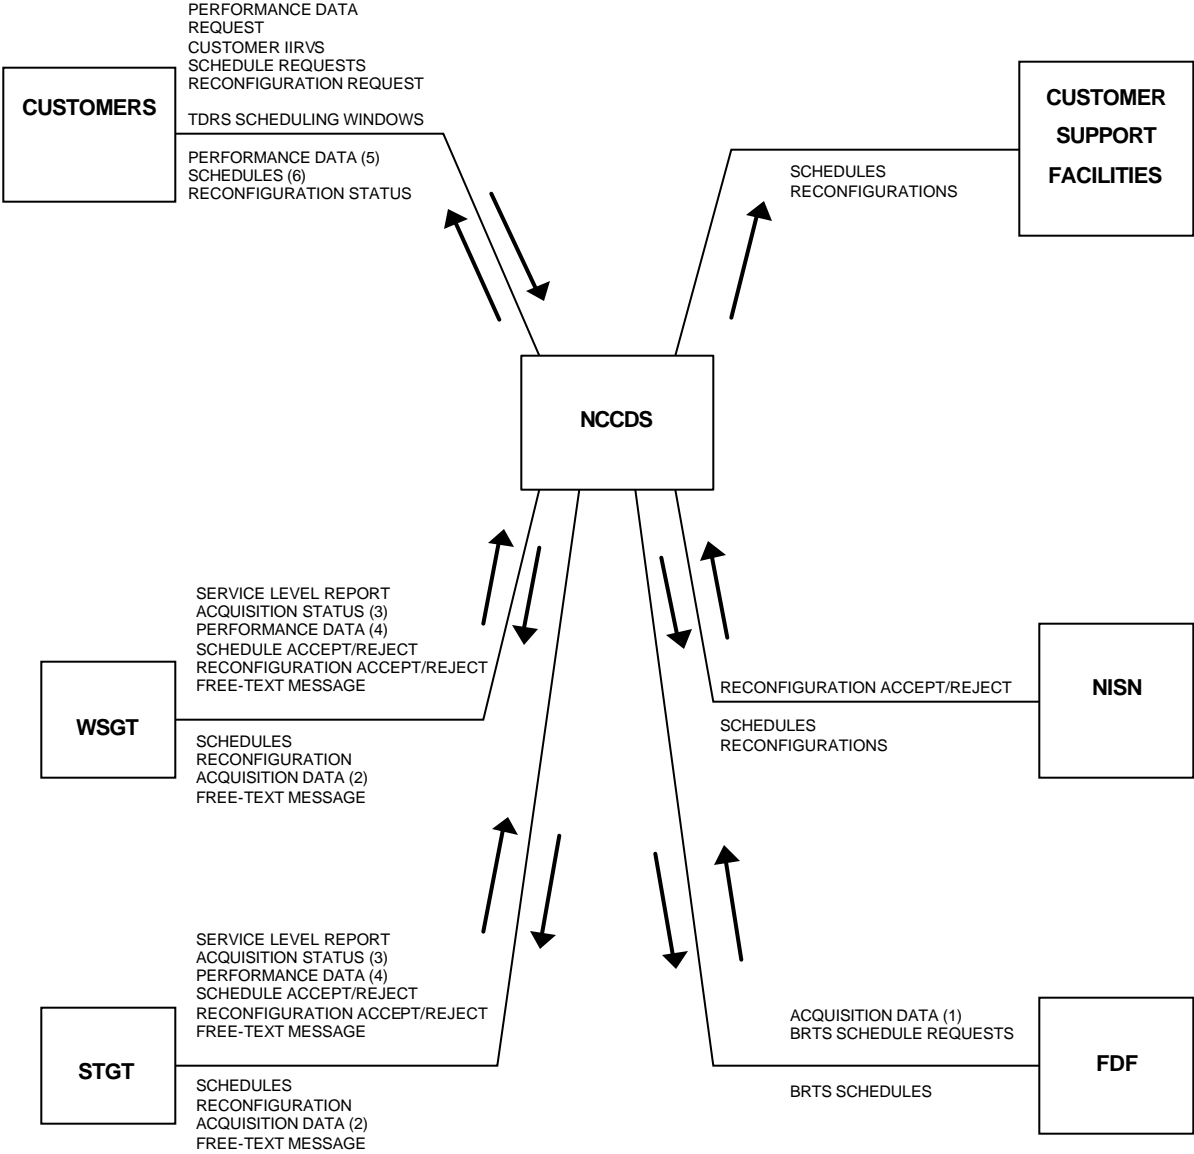 PERFORMANCE DATA
REQUEST
CUSTOMER IIRVS
SCHEDULE REQUESTS
RECONFIGURATION REQUEST
CUSTOMERS
TDRS SCHEDULING WINDOWS
PERFORMANCE DATA (5)
SCHEDULES (6)
RECONFIGURATION STATUS
CUSTOMER
SUPPORT
FACILITIES
SCHEDULES
RECONFIGURATIONS
NCCDS
SERVICE LEVEL REPORT
ACQUISITION STATUS (3)
PERFORMANCE DATA (4)
SCHEDULE ACCEPT/REJECT
RECONFIGURATION ACCEPT/REJECT
FREE-TEXT MESSAGE
WSGT
SCHEDULES
RECONFIGURATION
ACQUISITION DATA (2)
FREE-TEXT MESSAGE
RECONFIGURATION ACCEPT/REJECT
NISN
SCHEDULES
RECONFIGURATIONS
SERVICE LEVEL REPORT
ACQUISITION STATUS (3)
PERFORMANCE DATA (4)
SCHEDULE ACCEPT/REJECT
RECONFIGURATION ACCEPT/REJECT
FREE-TEXT MESSAGE
STGT
SCHEDULES
RECONFIGURATION
ACQUISITION DATA (2)
FREE-TEXT MESSAGE
ACQUISITION DATA (1)
BRTS SCHEDULE REQUESTS
FDF
BRTS SCHEDULES